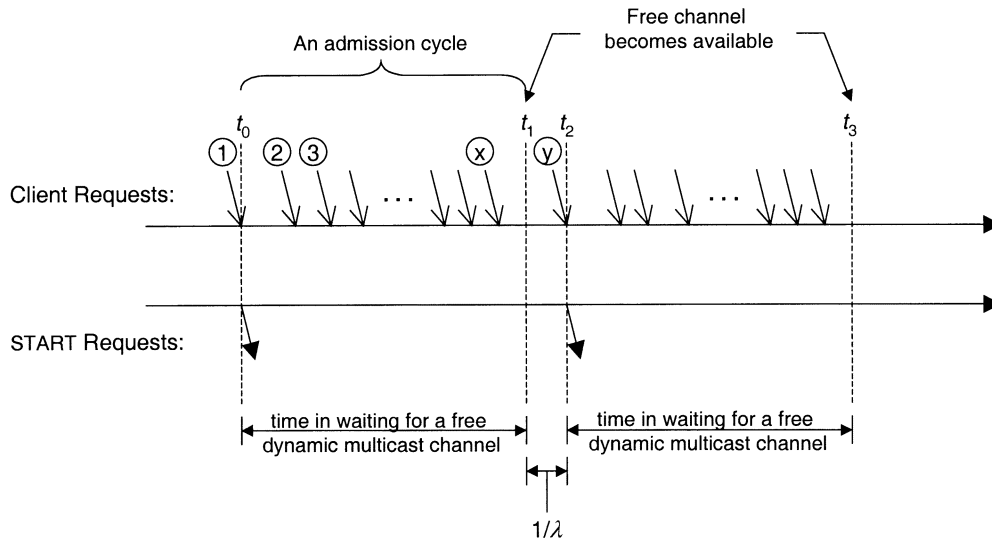 Free channel
becomes available
An admission cycle
t0 t1 t2 t3
1 2 3 x y
Client Requests:
...
...
START Requests:
time in waiting for a free
dynamic multicast channel
time in waiting for a free
dynamic multicast channel
1/λ